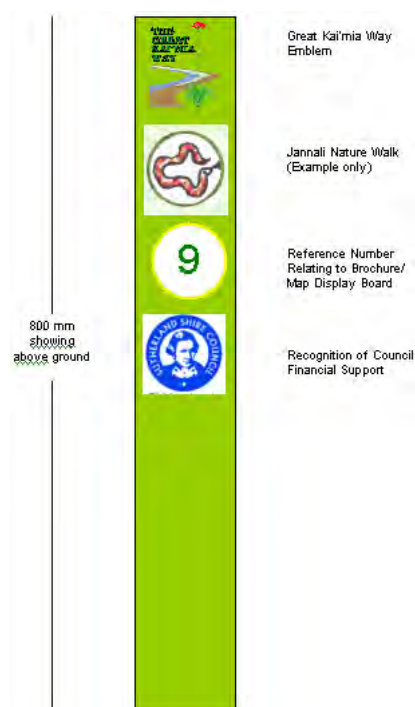 THE
GREAT
KAI'MIA
WAY
Great Kai'mia Way
Emblem
Jannali Nature Walk
(Example only)
9
Reference Number
Relating to Brochure/
Map Display Board
800 mm
showing
above ground
SUTHERLAND SHIRE COUNCIL
Recognition of Council
Financial Support